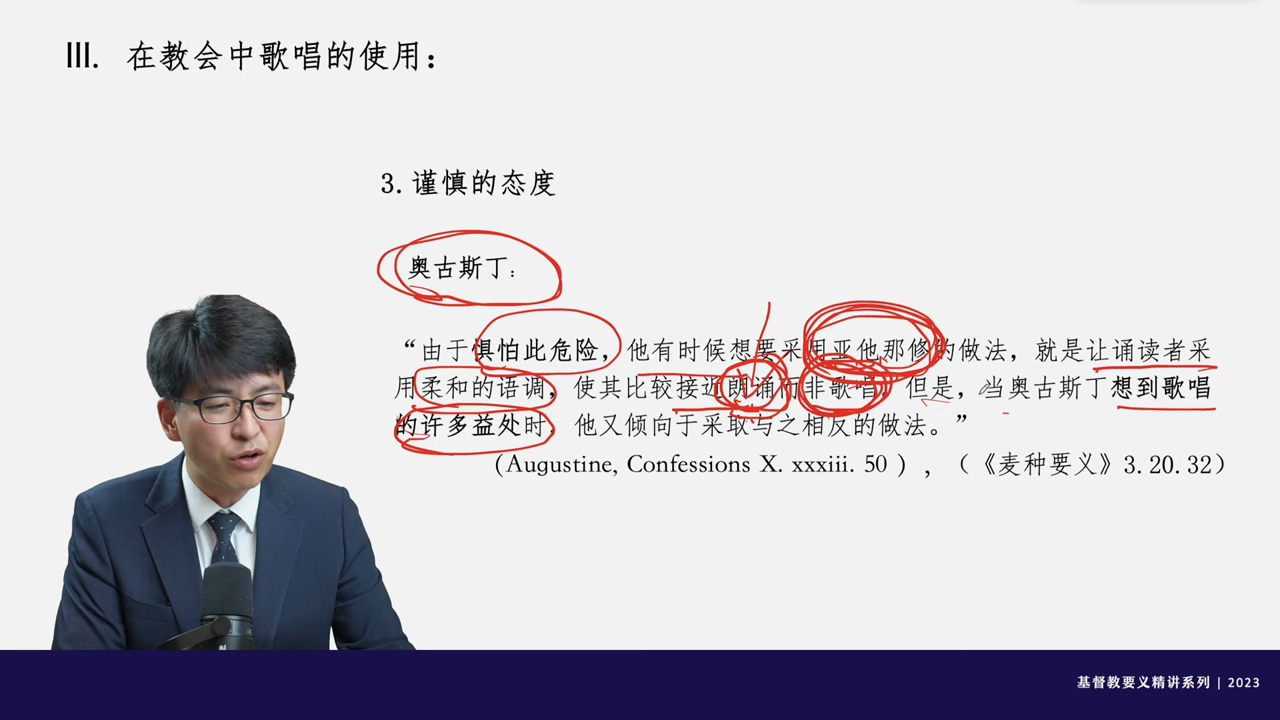 III. 在教会中歌唱的使用：
3. 谨慎的态度
奥古斯丁：
“由于惧怕此危险，他有时候想要采用亚他那修的做法，就是让诵读者采
用柔和的语调，使其比较接近朗诵而非歌唱。但是，当奥古斯丁想到歌唱
的许多益处时，他又倾向于采取与之相反的做法。”
(Augustine, Confessions X. xxxiii. 50 ) ，（《麦种要义》3.20.32）
基督教要义精讲系列 | 2023